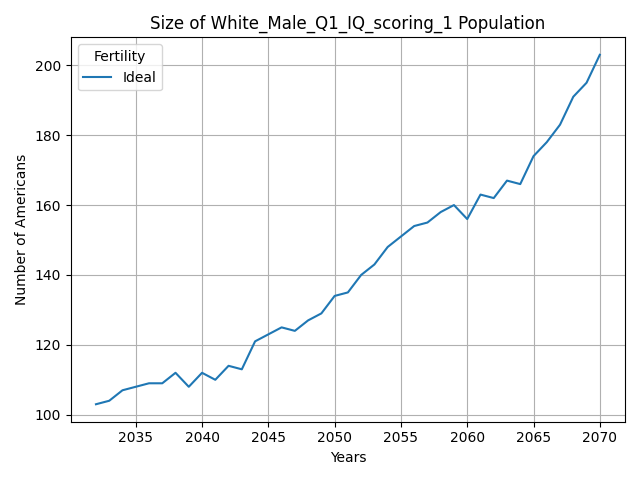 Size of White_Male_Q1_IQ_scoring_1 Population
Fertility
Ideal
Number of Americans
200
180
160
140
120
100
2035 2040 2045 2050 2055 2060 2065 2070
Years